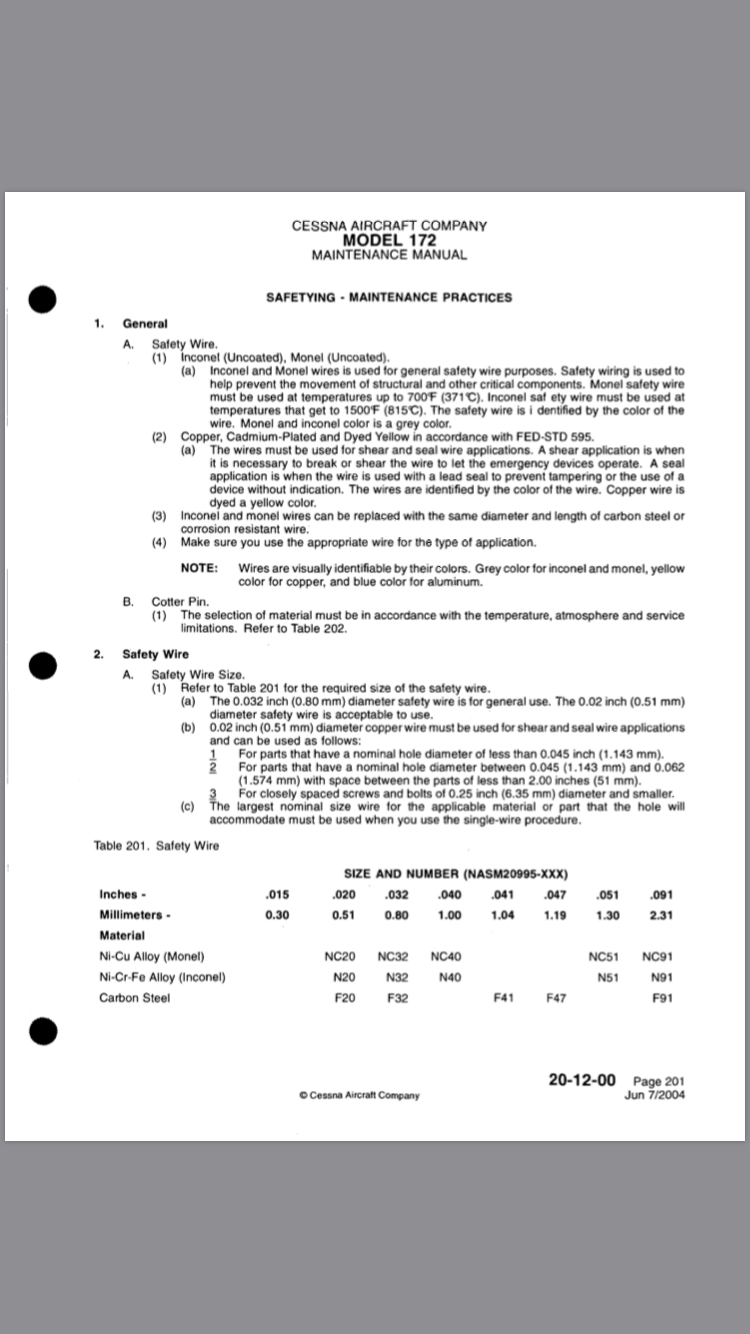 CESSNA AIRCRAFT COMPANY
MODEL 172
MAINTENANCE MANUAL
SAFETYING - MAINTENANCE PRACTICES
1. General
A. Safety Wire.
(1) Inconel (Uncoated), Monel (Uncoated).
(a) Inconel and Monel wires is used for general safety wire purposes. Safety wiring is used to
help prevent the movement of structural and other critical components. Monel safety wire
must be used at temperatures up to 700°F (371°C). Inconel saf ety wire must be used at
temperatures that get to 1500°F (815°C). The safety wire is i dentified by the color of the
wire. Monel and inconel color is a grey color.
(2) Copper, Cadmium-Plated and Dyed Yellow in accordance with FED-STD 595.
(a) The wires must be used for shear and seal wire applications. A shear application is when
it is necessary to break or shear the wire to let the emergency devices operate. A seal
application is when the wire is used with a lead seal to prevent tampering or the use of a
device without indication. The wires are identified by the color of the wire. Copper wire is
dyed a yellow color.
(3) Inconel and monel wires can be replaced with the same diameter and length of carbon steel or
corrosion resistant wire.
(4) Make sure you use the appropriate wire for the type of application.
NOTE: Wires are visually identifiable by their colors. Grey color for inconel and monel, yellow
color for copper, and blue color for aluminum.
B. Cotter Pin.
(1) The selection of material must be in accordance with the temperature, atmosphere and service
limitations. Refer to Table 202.
2. Safety Wire
A. Safety Wire Size.
(1) Refer to Table 201 for the required size of the safety wire.
(a) The 0.032 inch (0.80 mm) diameter safety wire is for general use. The 0.02 inch (0.51 mm)
diameter safety wire is acceptable to use.
(b) 0.02 inch (0.51 mm) diameter copper wire must be used for shear and seal wire applications
and can be used as follows:
1 For parts that have a nominal hole diameter of less than 0.045 inch (1.143 mm).
2 For parts that have a nominal hole diameter between 0.045 (1.143 mm) and 0.062
(1.574 mm) with space between the parts of less than 2.00 inches (51 mm).
3 For closely spaced screws and bolts of 0.25 inch (6.35 mm) diameter and smaller.
(c) The largest nominal size wire for the applicable material or part that the hole will
accommodate must be used when you use the single-wire procedure.
Table 201. Safety Wire
SIZE AND NUMBER (NASM20995-XXX)
Inches - .015 .020 .032 .040 .041 .047 .051 .091
Millimeters - 0.30 0.51 0.80 1.00 1.04 1.19 1.30 2.31
Material
Ni-Cu Alloy (Monel) NC20 NC32 NC40 NC51 NC91
Ni-Cr-Fe Alloy (Inconel) N20 N32 N40 N51 N91
Carbon Steel F20 F32 F41 F47 F91
20-12-00 Page 201
© Cessna Aircraft Company Jun 7/2004